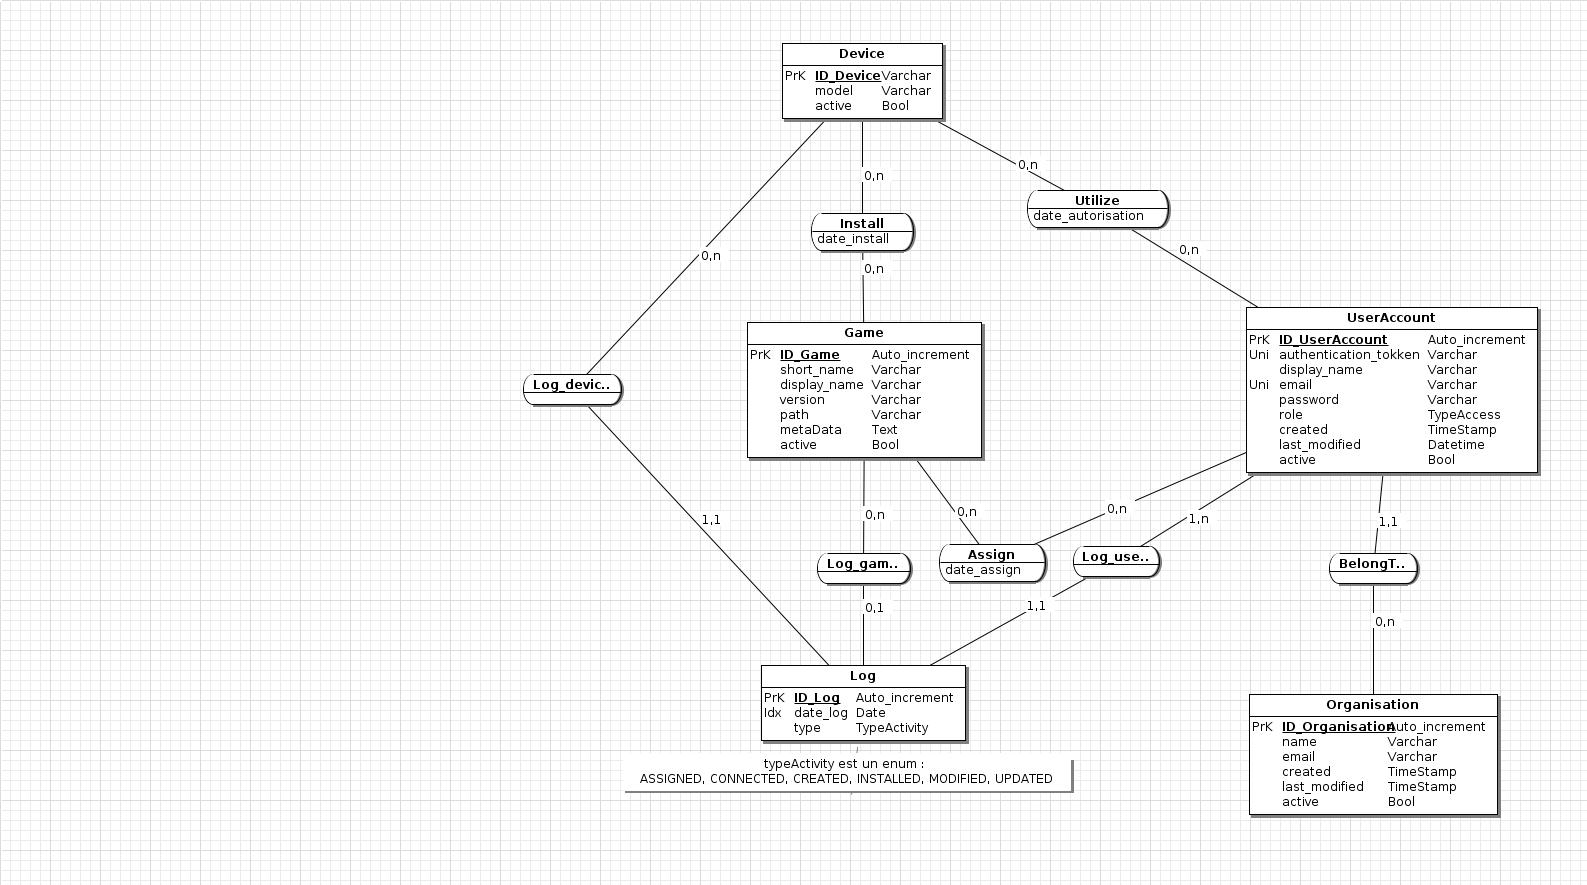 Device
PrK ID_Device Varchar
model Varchar
active Bool
0,n
0,n
Utilize
date_autorisation
Install
date_install
0,n
0,n
0,n
UserAccount
PrK ID_UserAccount Auto_increment
Uni authentication_tokken Varchar
display_name Varchar
Uni email Varchar
password Varchar
role TypeAccess
created TimeStamp
last_modified Datetime
active Bool
Game
PrK ID_Game Auto_increment
short_name Varchar
display_name Varchar
version Varchar
path Varchar
metaData Text
active Bool
Log_devic..
0,n
0,n
0,n
1,n
1,1
1,1
Assign
date_assign
Log_use..
Log_gam..
BelongT..
0,1
1,1
0,n
Log
PrK ID_Log Auto_increment
Idx date_log Date
type TypeActivity
Organisation
PrK ID_Organisation Auto_increment
name Varchar
email Varchar
created TimeStamp
last_modified TimeStamp
active Bool
typeActivity est un enum :
ASSIGNED, CONNECTED, CREATED, INSTALLED, MODIFIED, UPDATED